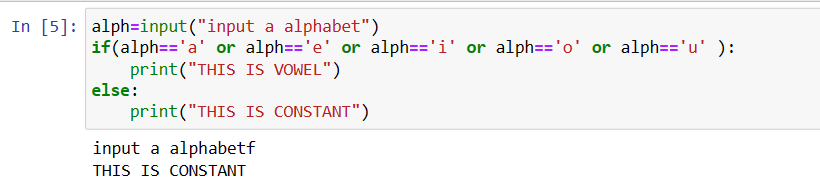 In [5]: alph=input("input a alphabet")
if(alph=='a' or alph=='e' or alph=='i' or alph=='o' or alph=='u' ):
    print("THIS IS VOWEL")
else:
    print("THIS IS CONSTANT")
input a alphabetf
THIS IS CONSTANT